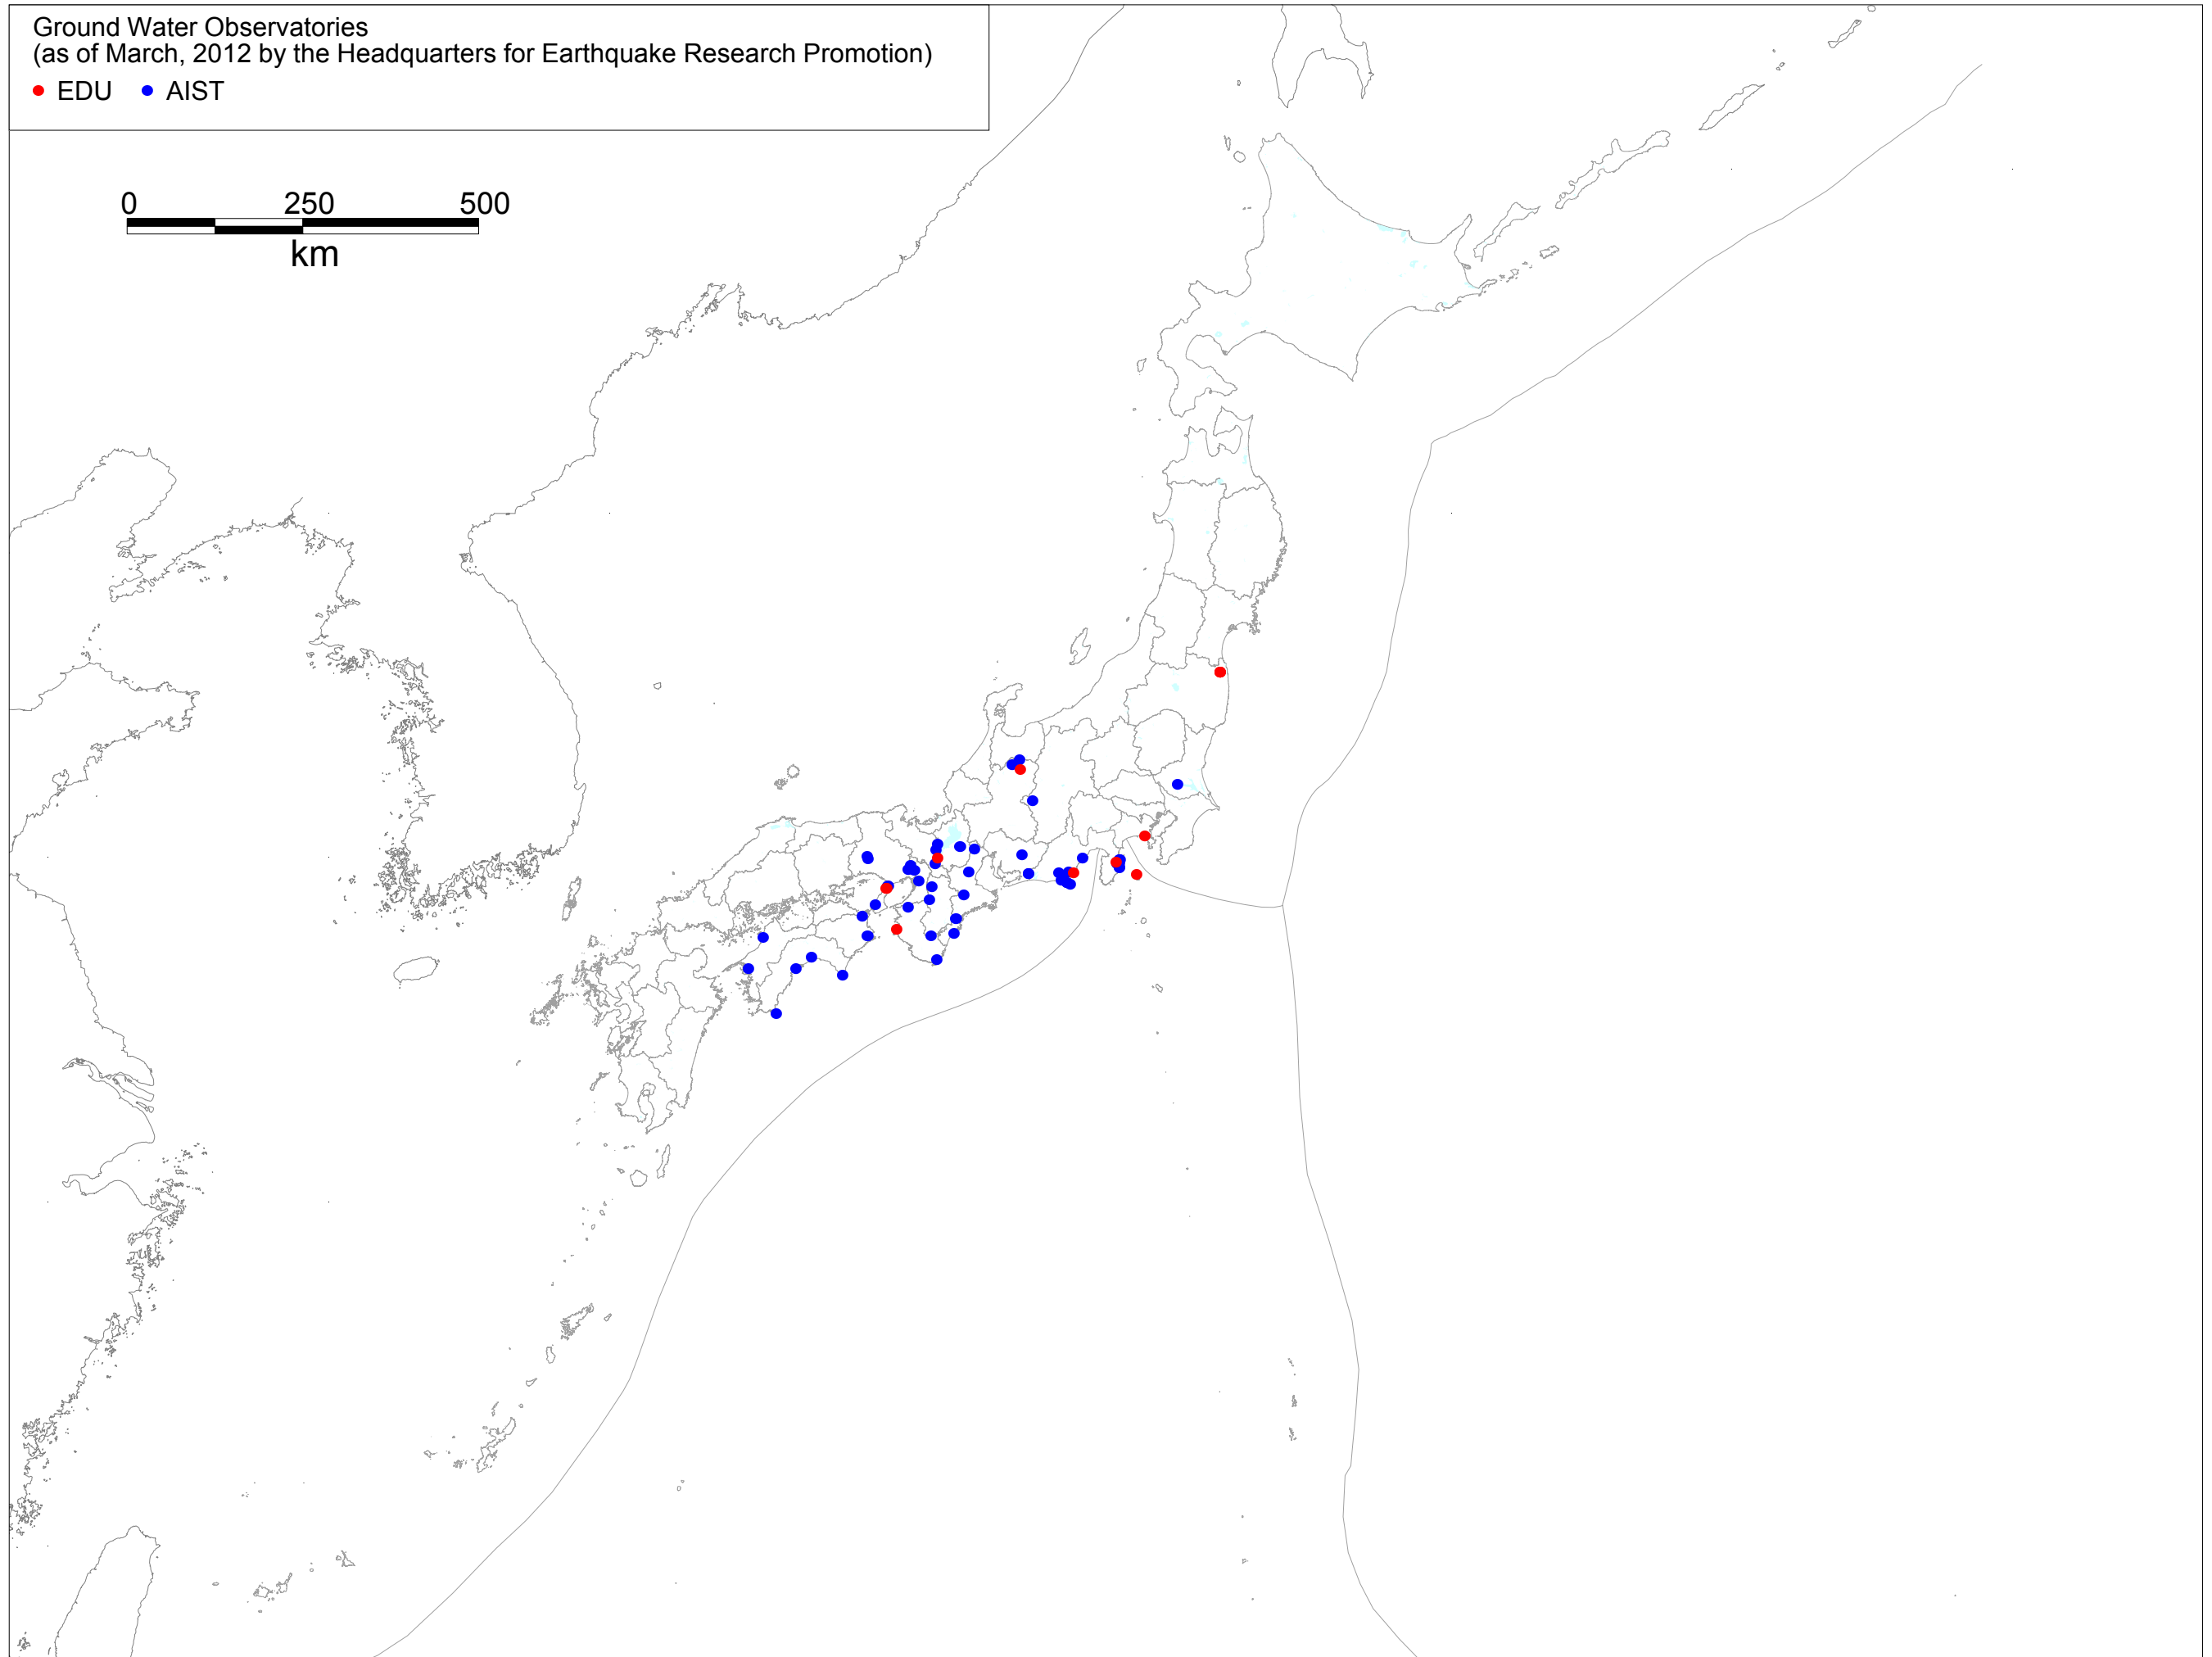 Ground Water Observatories
(as of March, 2012 by the Headquarters for Earthquake Research Promotion)
EDU AIST
0 250 500
km